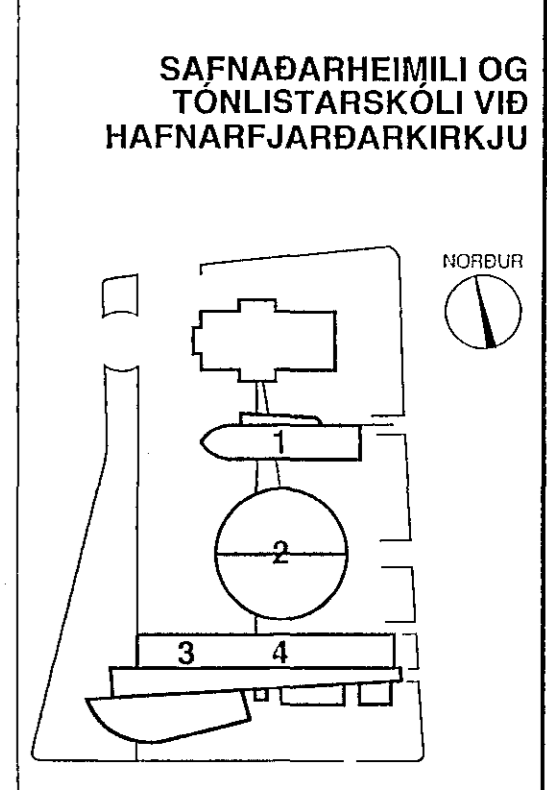 SAFNAÐARHEIMILI OG
TÓNLISTARSKÓLI VIÐ
HAFNARFJARÐARKIRKJU
NORÐUR
1
2
3 4